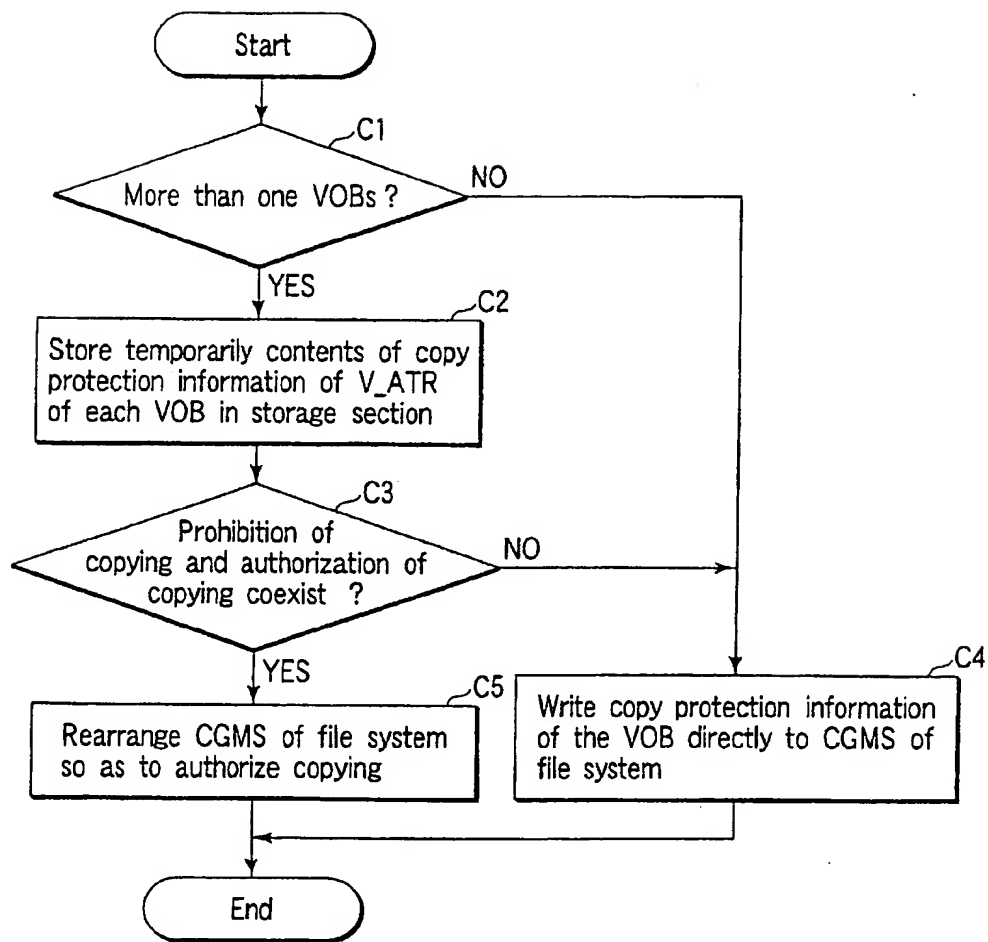 Start
C1
More than one VOBs ?
NO
YES
C2
Store temporarily contents of copy
protection information of V_ATR
of each VOB in storage section
C3
Prohibition of
copying and authorization of
copying coexist ?
NO
YES
C5
Rearrange CGMS of file system
so as to authorize copying
C4
Write copy protection information
of the VOB directly to CGMS of
file system
End